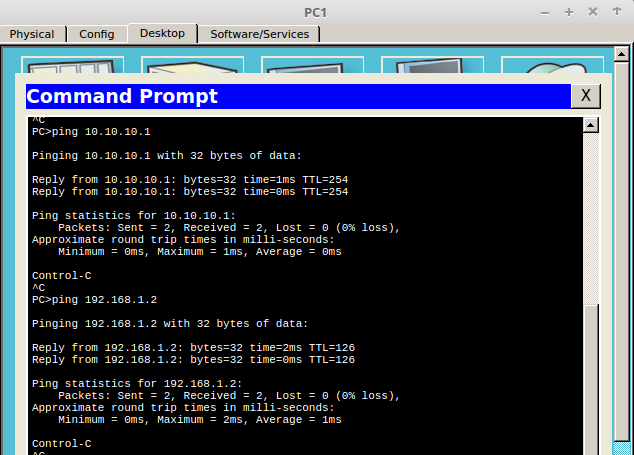 PC1
Physical Config Desktop Software/Services
Command Prompt X
^C
PC>ping 10.10.10.1
Pinging 10.10.10.1 with 32 bytes of data:
Reply from 10.10.10.1: bytes=32 time=1ms TTL=254
Reply from 10.10.10.1: bytes=32 time=0ms TTL=254
Ping statistics for 10.10.10.1:
Packets: Sent = 2, Received = 2, Lost = 0 (0% loss),
Approximate round trip times in milli-seconds:
Minimum = 0ms, Maximum = 1ms, Average = 0ms
Control-C
^C
PC>ping 192.168.1.2
Pinging 192.168.1.2 with 32 bytes of data:
Reply from 192.168.1.2: bytes=32 time=2ms TTL=126
Reply from 192.168.1.2: bytes=32 time=0ms TTL=126
Ping statistics for 192.168.1.2:
Packets: Sent = 2, Received = 2, Lost = 0 (0% loss),
Approximate round trip times in milli-seconds:
Minimum = 0ms, Maximum = 2ms, Average = 1ms
Control-C
^C